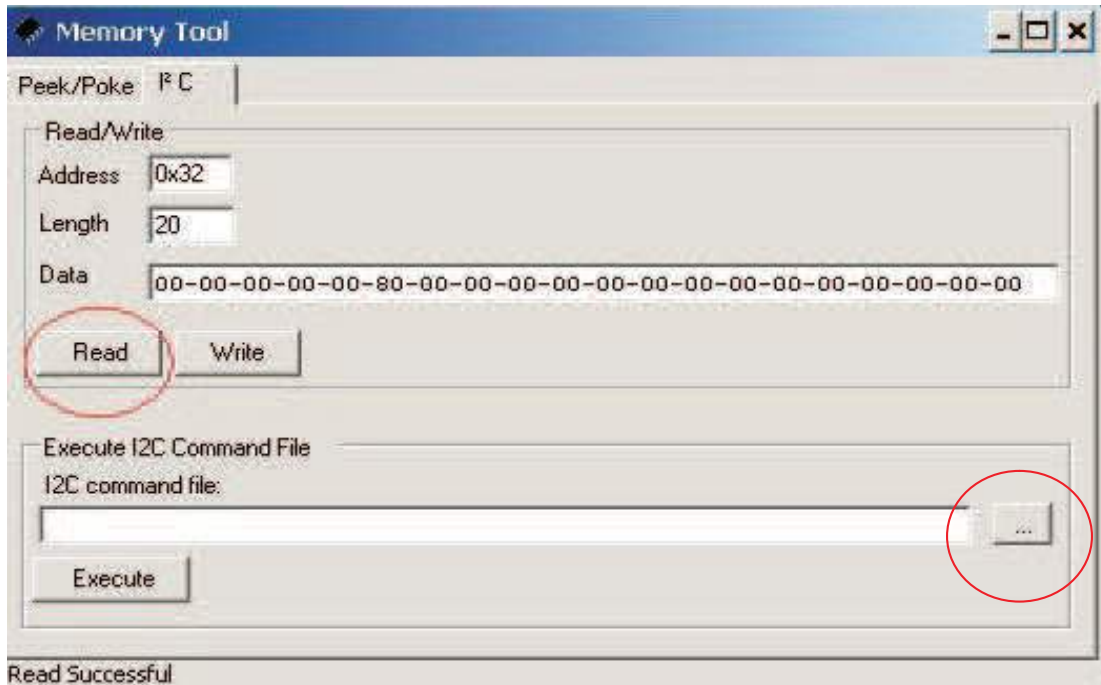 Memory Tool
Peek/Poke I² C
Read/Write
Address 0x32
Length 20
Data 00-00-00-00-00-80-00-00-00-00-00-00-00-00-00-00-00-00-00-00
Read Write
Execute I2C Command File
I2C command file:
...
Execute
Read Successful